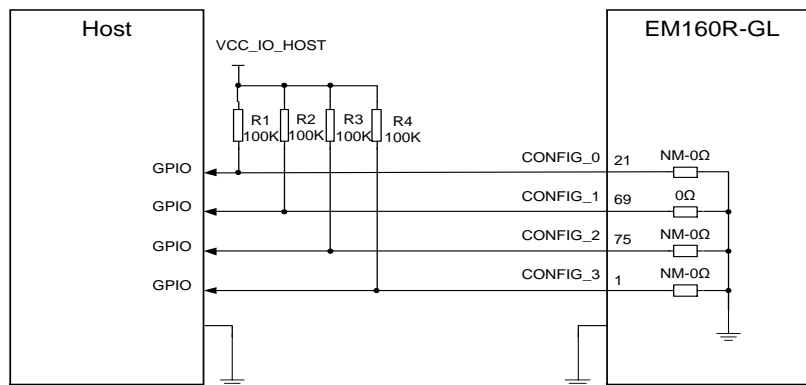 Host
EM160R-GL
VCC_IO_HOST
R1
R2
R3
R4
100K
100K
100K
100K
GPIO
CONFIG_0
21
NM-0Ω
GPIO
CONFIG_1
69
0Ω
GPIO
CONFIG_2
75
NM-0Ω
GPIO
CONFIG_3
1
NM-0Ω